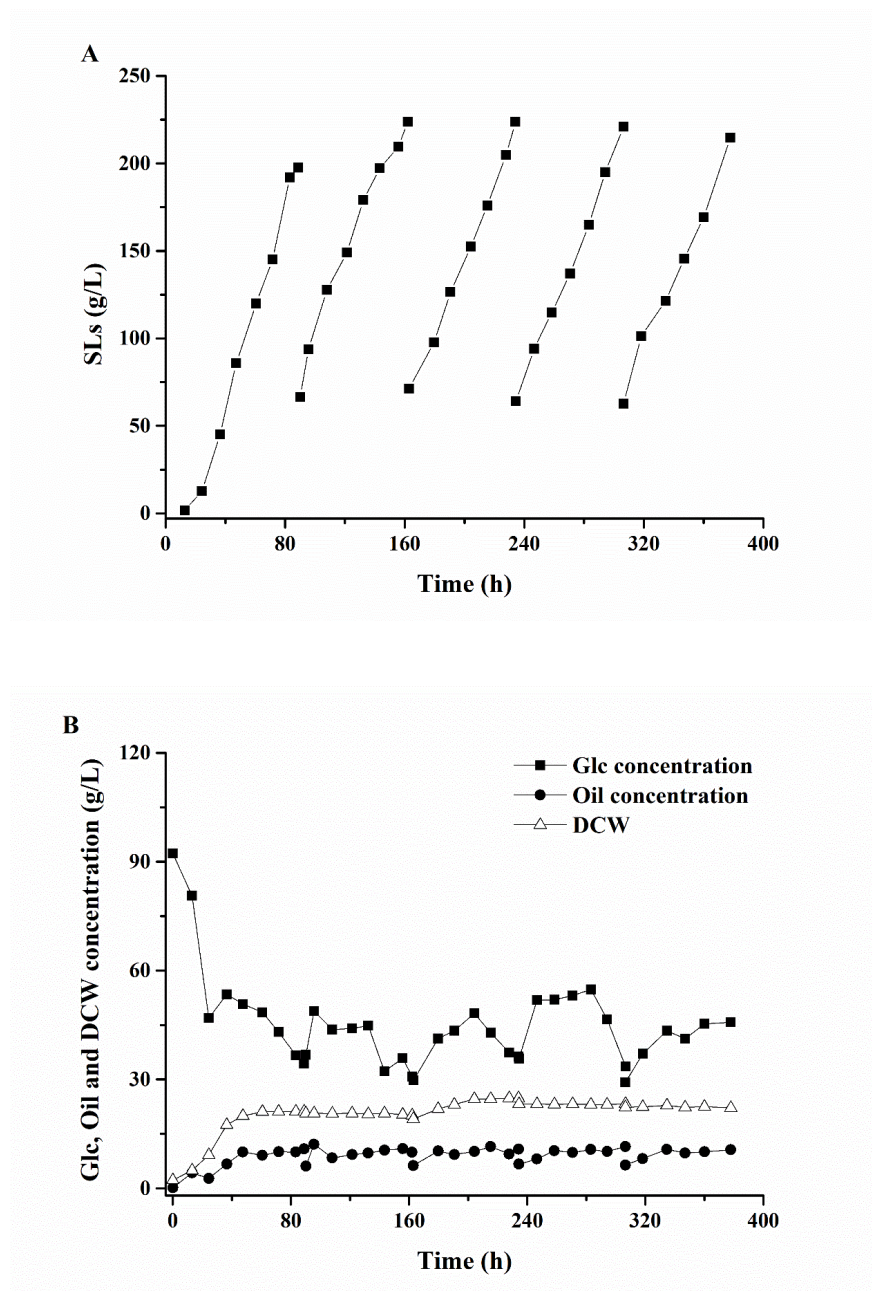 A
250
200
150
100
50
0
SLs (g/L)
0 80 160 240 320 400
Time (h)
B
120
90
60
30
0
Glc, Oil and DCW concentration (g/L)
Glc concentration
Oil concentration
DCW
0 80 160 240 320 400
Time (h)